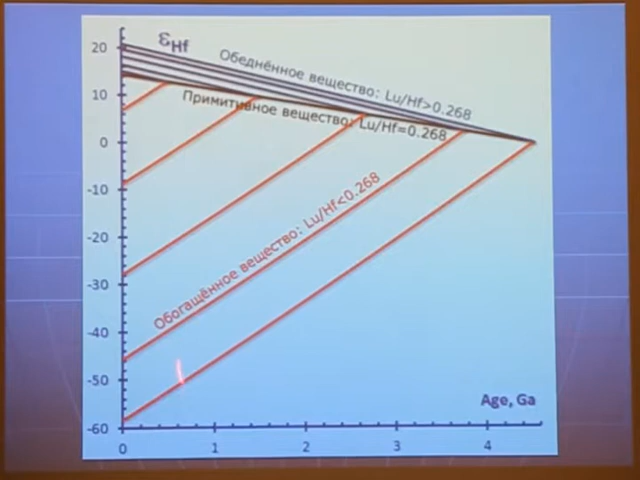 εHf
Обеднённое вещество: Lu/Hf>0.268
Примитивное вещество: Lu/Hf=0.268
Обогащённое вещество: Lu/Hf<0.268
20
10
0
-10
-20
-30
-40
-50
-60
Age, Ga
0 1 2 3 4